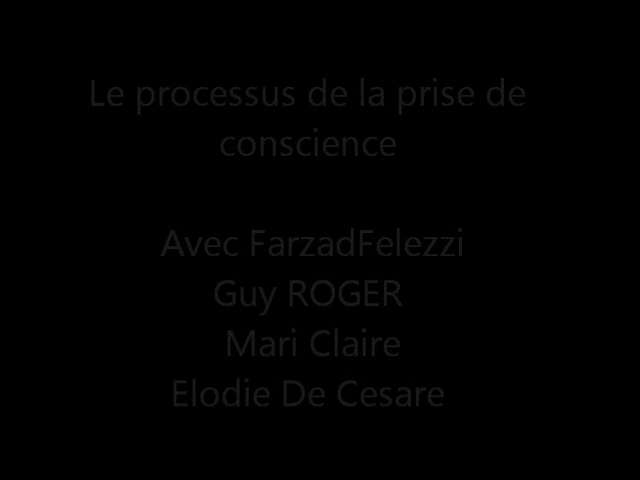 Le processus de la prise de
conscience
Avec FarzadFelezzi
Guy ROGER
Mari Claire
Elodie De Cesare